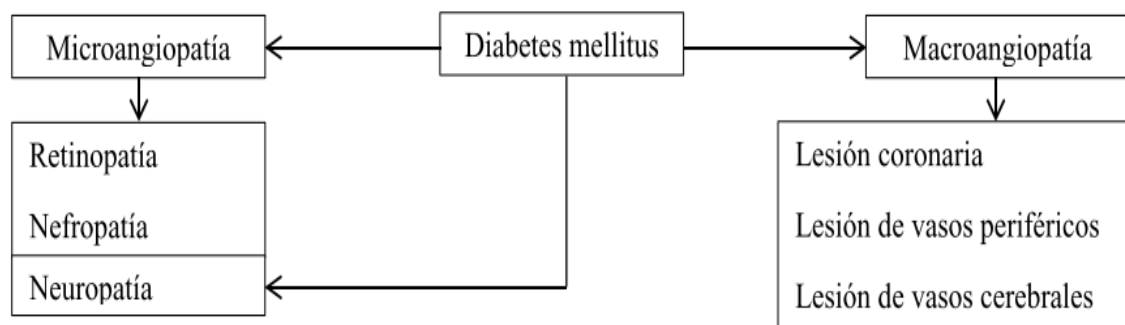 Microangiopatía
Diabetes mellitus
Macroangiopatía
Retinopatía
Nefropatía
Neuropatía
Lesión coronaria
Lesión de vasos periféricos
Lesión de vasos cerebrales